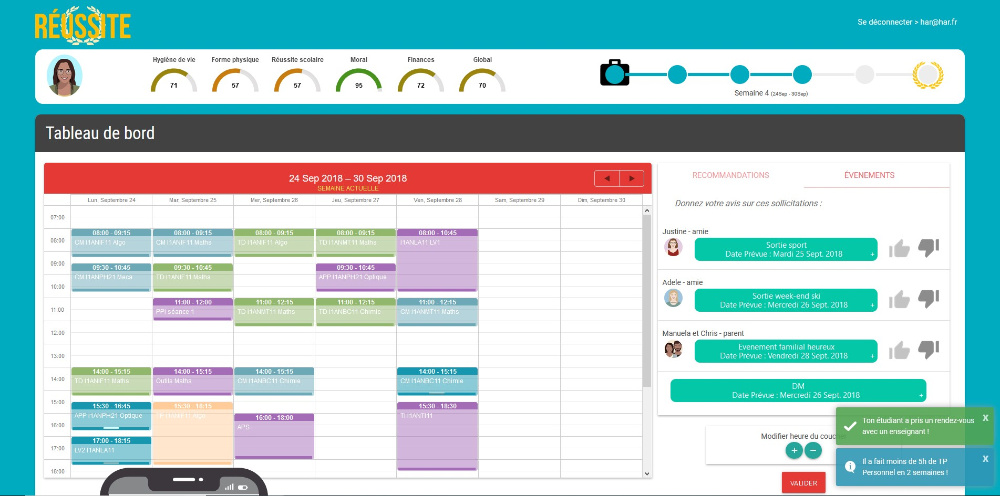 RÉUSSITE
Se déconnecter > har@har.fr
Hygiène de vie
71
Forme physique
57
Réussite scolaire
57
Moral
95
Finances
72
Global
70
Semaine 4 (24Sep - 30Sep)
Tableau de bord
24 Sep 2018 – 30 Sep 2018
SEMAINE ACTUELLE
Lun, Septembre 24
Mar, Septembre 25
Mer, Septembre 26
Jeu, Septembre 27
Ven, Septembre 28
Sam, Septembre 29
Dim, Septembre 30
07:00
08:00
09:00
10:00
11:00
12:00
13:00
14:00
15:00
16:00
17:00
18:00
08:00 - 09:15
CM I1ANIF11 Algo
09:30 - 10:45
CM I1ANPH21 Meca
14:00 - 15:15
TD I1ANIF11 Maths
15:30 - 16:45
APP I1ANPH21 Optique
17:00 - 18:15
LV2 I1ANLA11
08:00 - 09:15
CM I1ANIF11 Maths
09:30 - 10:45
TD I1ANIF11 Maths
11:00 - 12:00
PPI séance 1
14:00 - 15:15
Outils Maths
15:30 - 18:15
TP I1ANIF11 Algo
08:00 - 09:15
TD I1ANIF11 Algo
11:00 - 12:15
TD I1ANMT11 Maths
14:00 - 15:15
CM I1ANBC11 Chimie
16:00 - 18:00
APS
08:00 - 09:15
TD I1ANMT11 Maths
09:30 - 10:45
APP I1ANPH21 Optique
11:00 - 12:15
TD I1ANBC11 Chimie
08:00 - 10:45
I1ANLA11 LV1
11:00 - 12:15
CM I1ANMT11 Maths
14:00 - 15:15
CM I1ANBC11 Chimie
15:30 - 18:30
TI I1ANTI11
RECOMMANDATIONS
ÉVENEMENTS
Donnez votre avis sur ces sollicitations :
Justine - amie
Sortie sport
Date Prévue : Mardi 25 Sept. 2018 +
Adele - amie
Sortie week-end ski
Date Prévue : Mercredi 26 Sept. 2018 +
Manuela et Chris - parent
Evenement familial heureux
Date Prévue : Vendredi 28 Sept. 2018 +
DM
Date Prévue : Mercredi 26 Sept. 2018 +
Modifier heure du coucher
+ −
VALIDER
Ton étudiant a pris un rendez-vous X
avec un enseignant !
Il a fait moins de 5h de TP X
Personnel en 2 semaines !